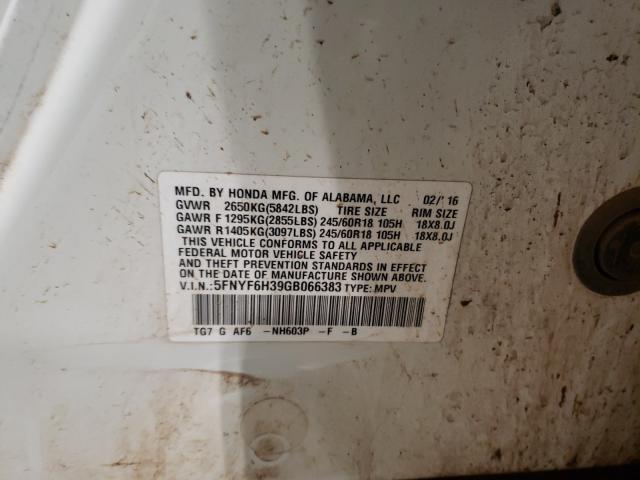 MFD. BY HONDA MFG. OF ALABAMA, LLC 02/'16
GVWR 2650KG(5842LBS) TIRE SIZE RIM SIZE
GAWR F 1295KG(2855LBS) 245/60R18 105H 18X8.0J
GAWR R1405KG(3097LBS) 245/60R18 105H 18X8.0J
THIS VEHICLE CONFORMS TO ALL APPLICABLE
FEDERAL MOTOR VEHICLE SAFETY, BUMPER
AND THEFT PREVENTION STANDARDS IN EFFECT
ON THE DATE OF MANUFACTURE SHOWN ABOVE.
V.I.N.:5FNYF6H39GB066383 TYPE: MPV
TG7 G AF6 -NH603P -F -B